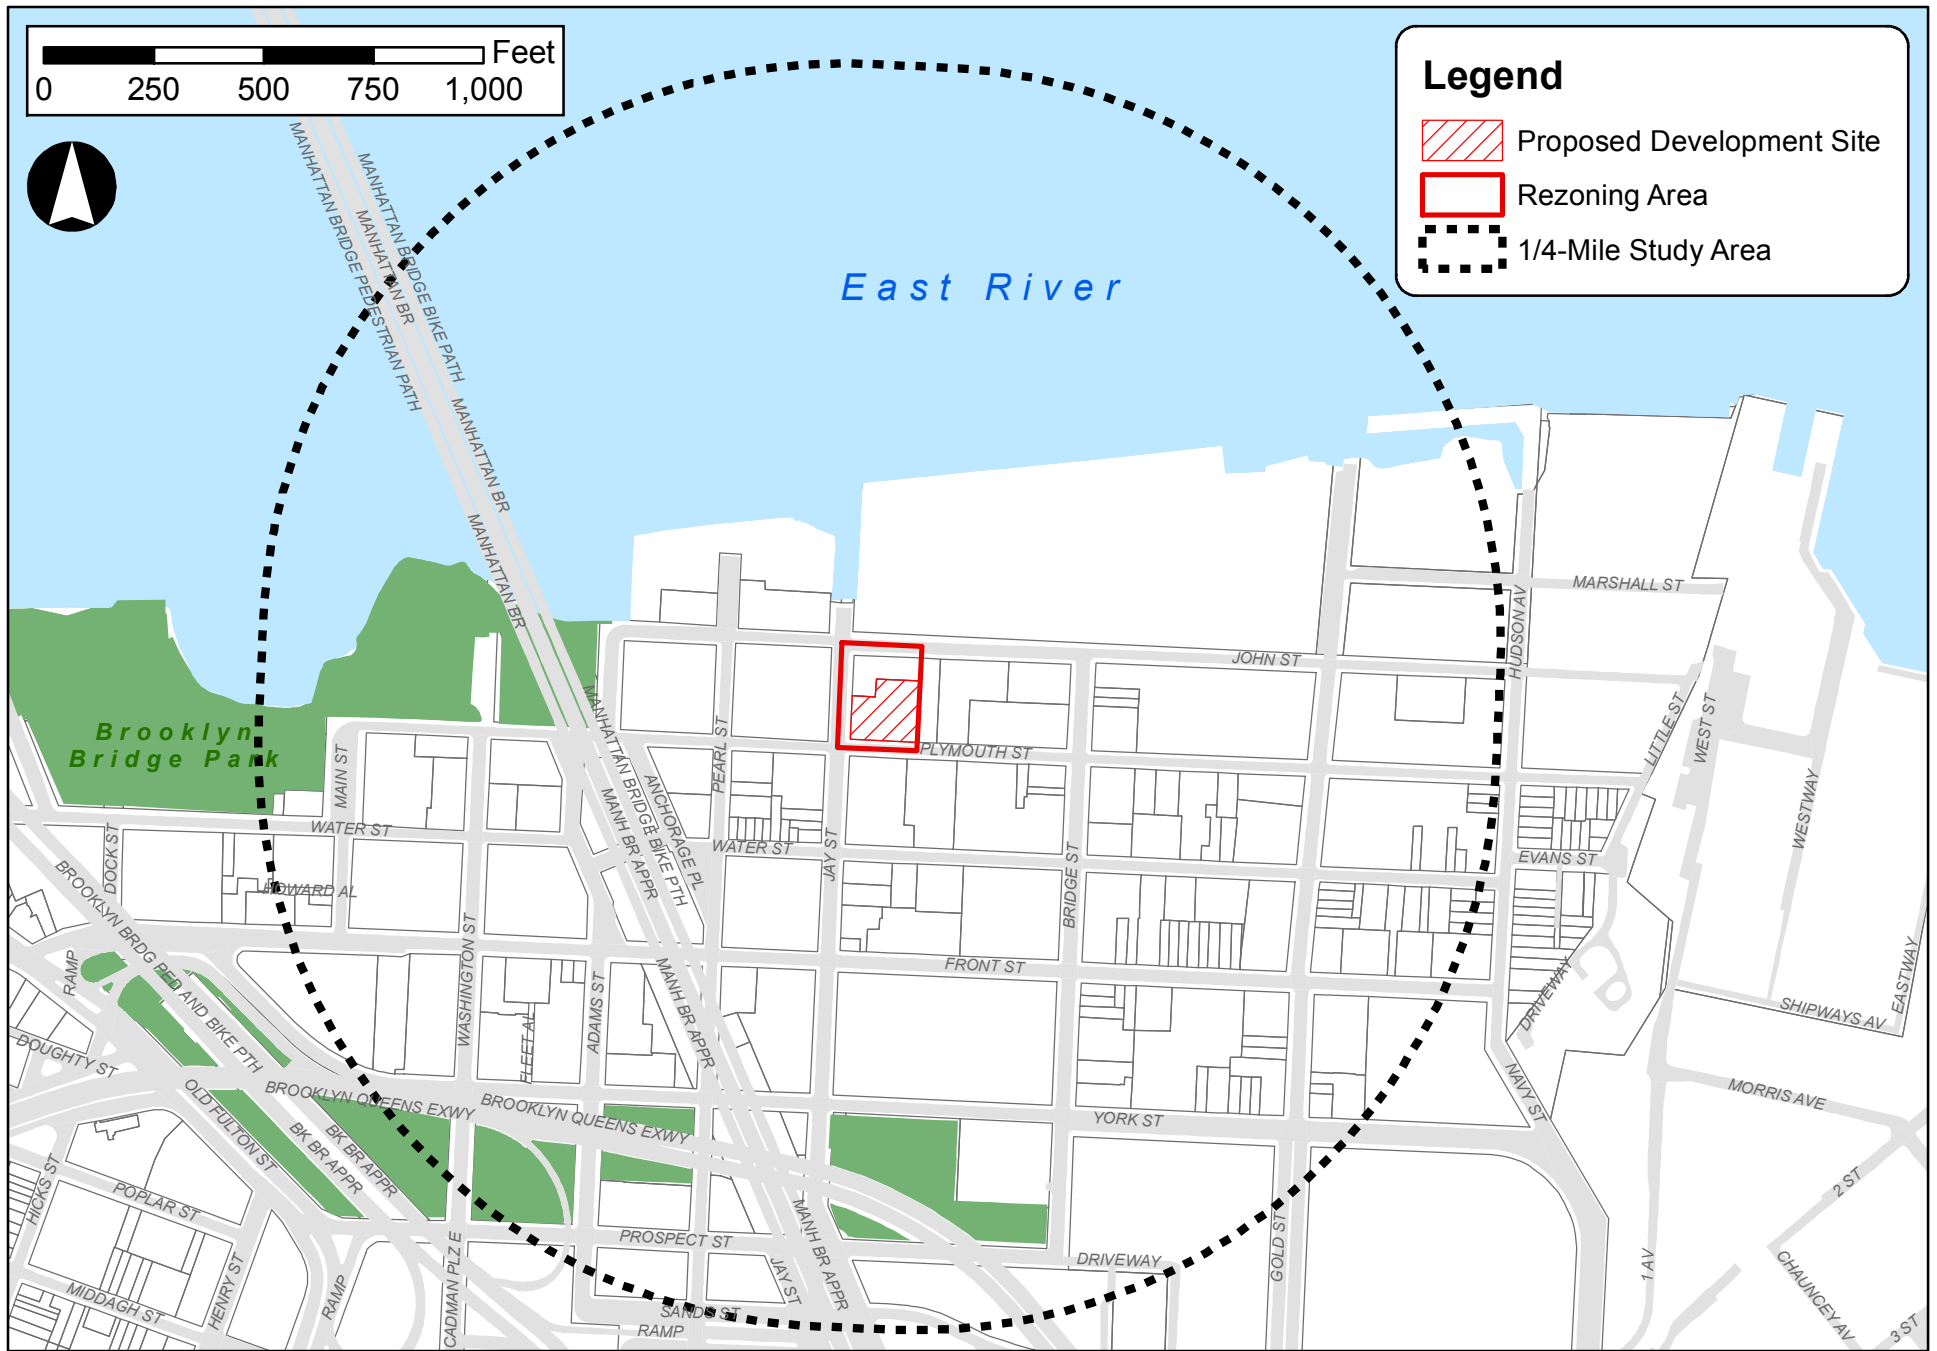 Feet
0 250 500 750 1,000
Legend
Proposed Development Site
Rezoning Area
1/4-Mile Study Area
East River
MANHATTAN BRIDGE PEDESTRIAN PATH
MANHATTAN BR
MANHATTAN BRIDGE BIKE PATH
MANHATTAN BR
MANHATTAN BR
MARSHALL ST
HUDSON AV
JOHN ST
LITTLE ST
WEST ST
WESTWAY
Brooklyn
Bridge Park
MAIN ST
PEARL ST
PLYMOUTH ST
MANHATTAN BRIDGE BIKE PTH
ANCHORAGE PL
MANH BR APPR
DOCK ST
WATER ST
WATER ST
JAY ST
BRIDGE ST
EVANS ST
HOWARD AL
BROOKLYN BRDG PED AND BIKE PTH
RAMP
WASHINGTON ST
FLEET AL
ADAMS ST
MANH BR APPR
FRONT ST
DRIVEWAY
SHIPWAYS AV
EASTWAY
DOUGHTY ST
OLD FULTON ST
BROOKLYN QUEENS EXWY
BROOKLYN QUEENS EXWY
YORK ST
NAVY ST
MORRIS AVE
BK BR APPR
BK BR APPR
HICKS ST
POPLAR ST
HENRY ST
MIDDAGH ST
RAMP
CADMAN PLZ E
PROSPECT ST
JAY ST
MANH BR APPR
SANDS ST
RAMP
DRIVEWAY
GOLD ST
1 AV
2 ST
CHAUNCEY AV
3 ST